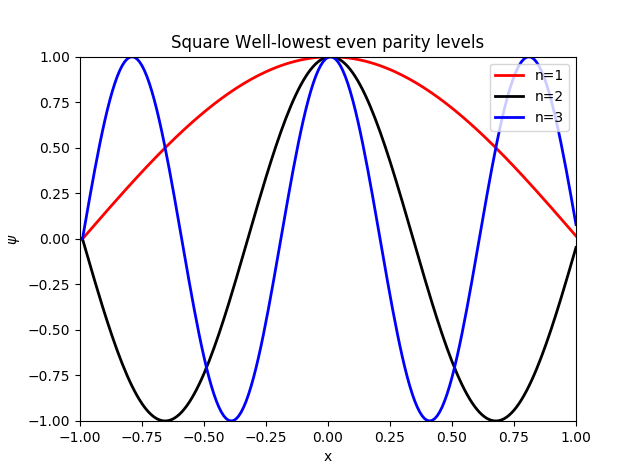 Square Well-lowest even parity levels
n=1
n=2
n=3
1.00
0.75
0.50
0.25
0.00
−0.25
−0.50
−0.75
−1.00
ψ
−1.00 −0.75 −0.50 −0.25 0.00 0.25 0.50 0.75 1.00
x